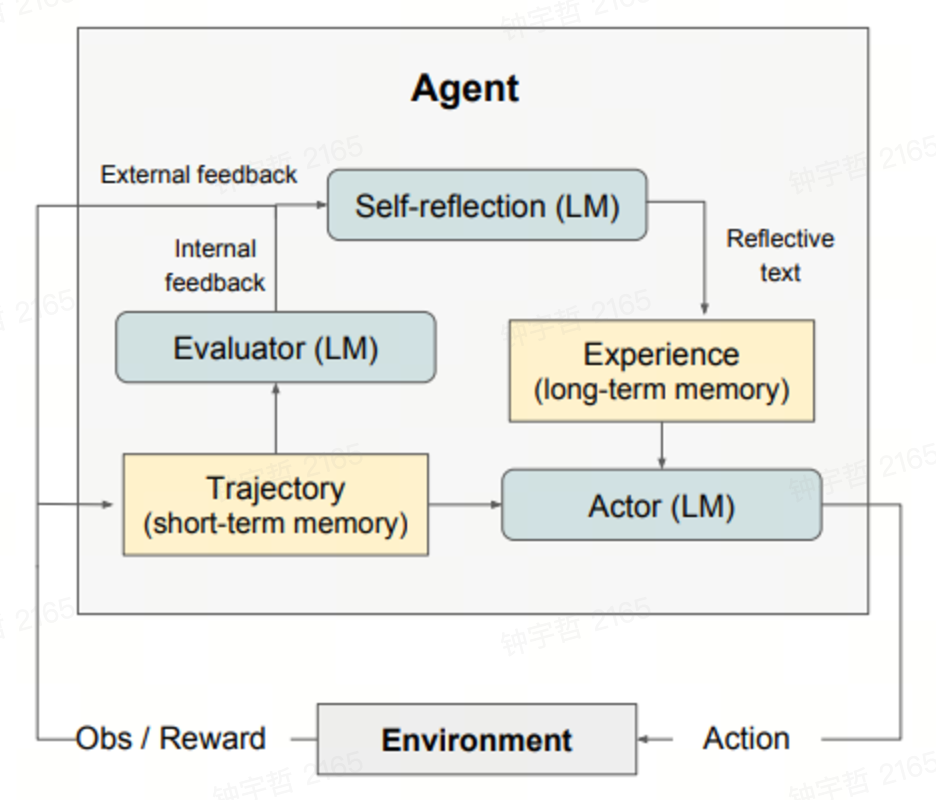 Agent
External feedback
Self-reflection (LM)
Internal
feedback
Reflective
text
Evaluator (LM)
Experience
(long-term memory)
Trajectory
(short-term memory)
Actor (LM)
Obs / Reward
Environment
Action
钟宇哲 2165